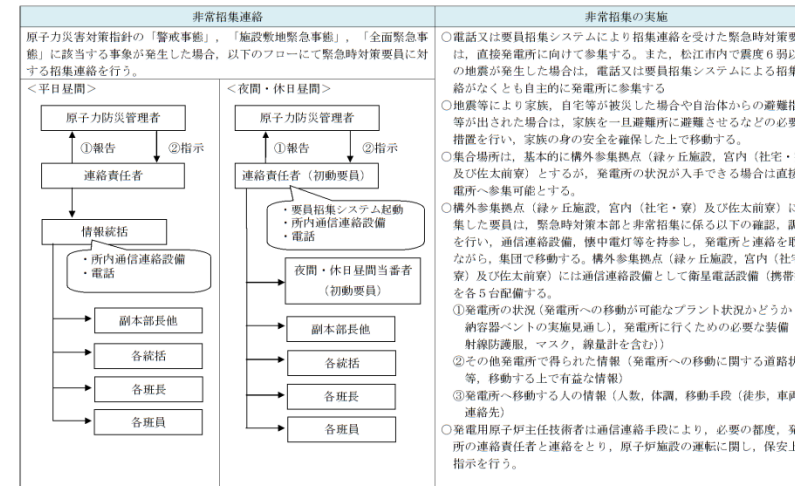 非常招集連絡
原子力災害対策指針の「警戒事態」，「施設敷地緊急事態」，「全面緊急事
態」に該当する事象が発生した場合，以下のフローにて緊急時対策要員に対
する招集連絡を行う。
＜平日昼間＞
原子力防災管理者
①報告
②指示
連絡責任者
情報統括
・所内通信連絡設備
・電話
副本部長他
各統括
各班長
各班員
＜夜間・休日昼間＞
原子力防災管理者
①報告
②指示
連絡責任者（初動要員）
・要員招集システム起動
・所内通信連絡設備
・電話
夜間・休日昼間当番者
（初動要員）
副本部長他
各統括
各班長
各班員
非常招集の実施
○電話又は要員招集システムにより招集連絡を受けた緊急時対策要
は，直接発電所に向けて参集する。また，松江市内で震度６弱以
の地震が発生した場合は，電話又は要員招集システムによる招集
絡がなくとも自主的に発電所に参集する
○地震等により家族，自宅等が被災した場合や自治体からの避難指
等が出された場合は，家族を一旦避難所に避難させるなどの必要
措置を行い，家族の身の安全を確保した上で移動する。
○集合場所は，基本的に構外参集拠点（緑ヶ丘施設，宮内（社宅・
及び佐太前寮）とするが，発電所の状況が入手できる場合は直接
電所へ参集可能とする。
○構外参集拠点（緑ヶ丘施設，宮内（社宅・寮）及び佐太前寮）に
集した要員は，緊急時対策本部と非常招集に係る以下の確認，調
を行い，通信連絡設備，懐中電灯等を持参し，発電所と連絡を取
ながら，集団で移動する。構外参集拠点（緑ヶ丘施設，宮内（社宅
寮）及び佐太前寮）には通信連絡設備として衛星電話設備（携帯
を各５台配備する。
①発電所の状況（発電所への移動が可能なプラント状況かどうか
納容器ベントの実施見通し），発電所に行くための必要な装備
射線防護服，マスク，線量計を含む））
②その他発電所で得られた情報（発電所への移動に関する道路状
等，移動する上で有益な情報）
③発電所へ移動する人の情報（人数，体調，移動手段（徒歩，車両
連絡先）
○発電用原子炉主任技術者は通信連絡手段により，必要の都度，発
所の連絡責任者と連絡をとり，原子炉施設の運転に関し，保安上
指示を行う。